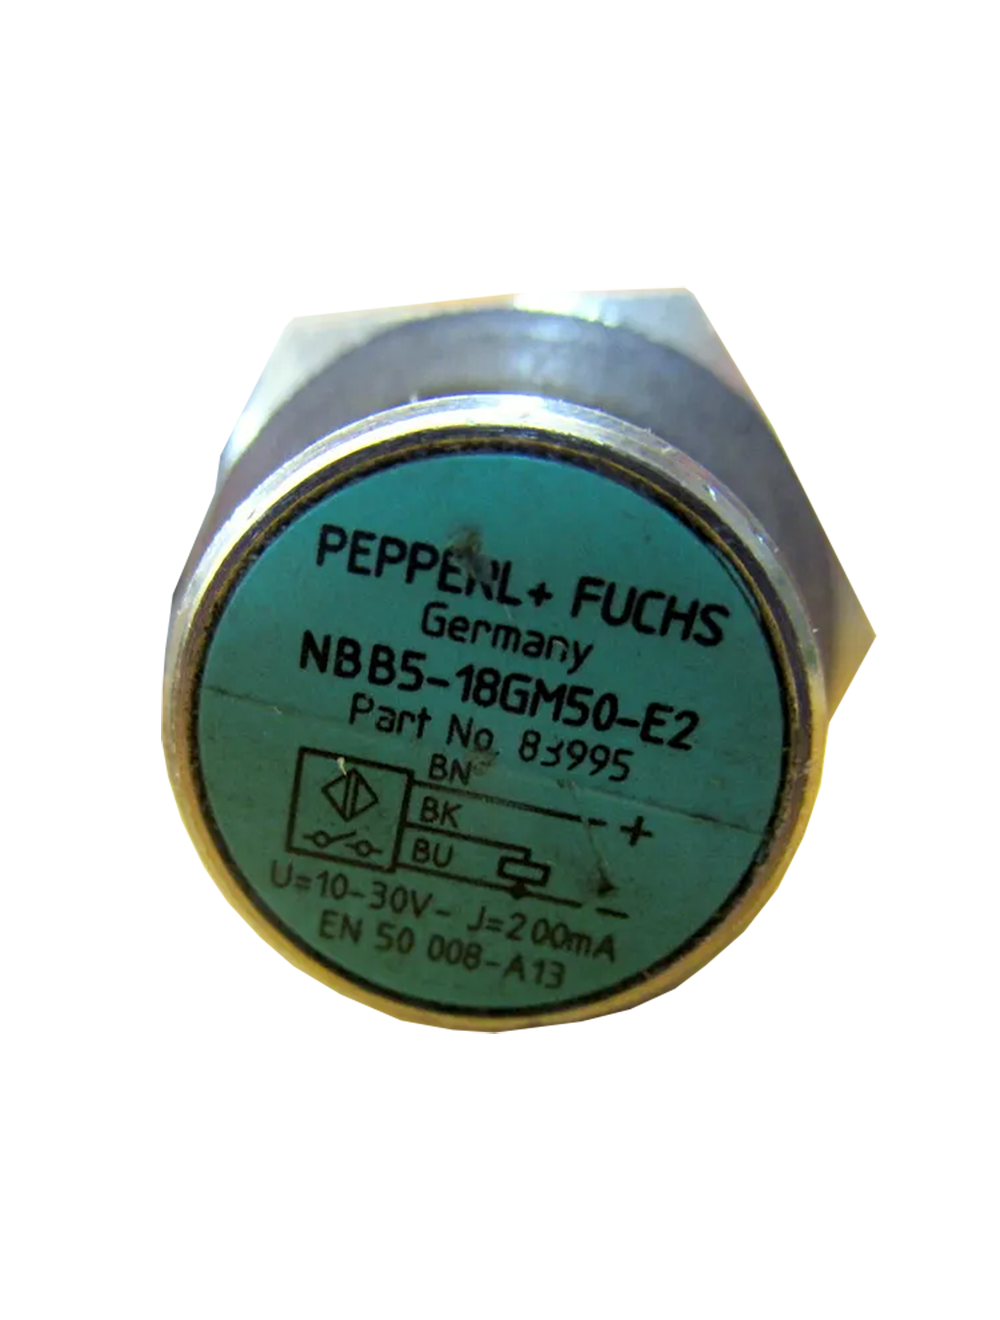 PEPPERL+ FUCHS
Germany
NBB5-18GM50-E2
Part No. 83995
BN
+
BK
BU
-
U=10-30V- J=200mA
EN 50 008-A13